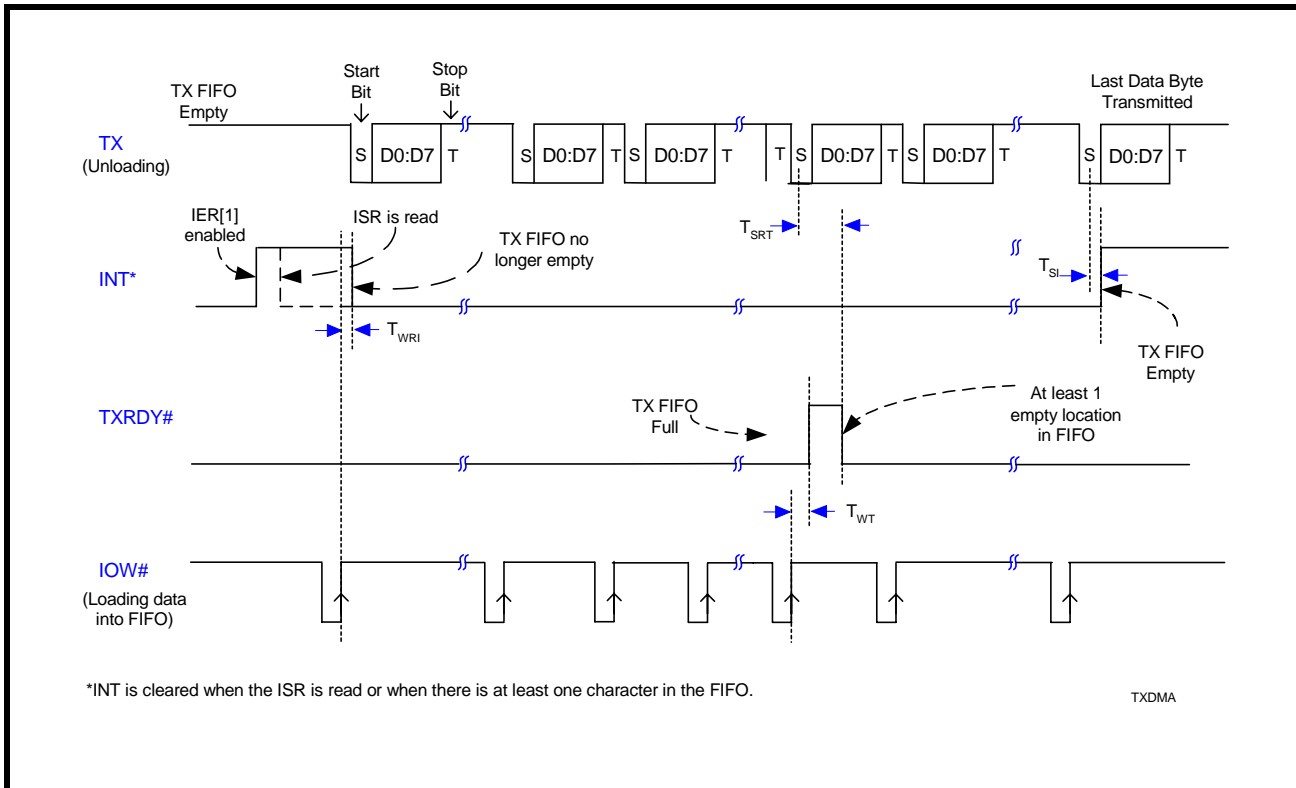 TX FIFO
Empty
Start
Bit
Stop
Bit
Last Data Byte
Transmitted
TX
(Unloading)
S D0:D7 T S D0:D7 T S D0:D7 T T S D0:D7 T S D0:D7 T S D0:D7 T
IER[1]
enabled
ISR is read
TX FIFO no
longer empty
TSRT
TSI
INT*
TWRI
TX FIFO
Empty
TXRDY#
TX FIFO
Full
At least 1
empty location
in FIFO
TWT
IOW#
(Loading data
into FIFO)
*INT is cleared when the ISR is read or when there is at least one character in the FIFO.
TXDMA